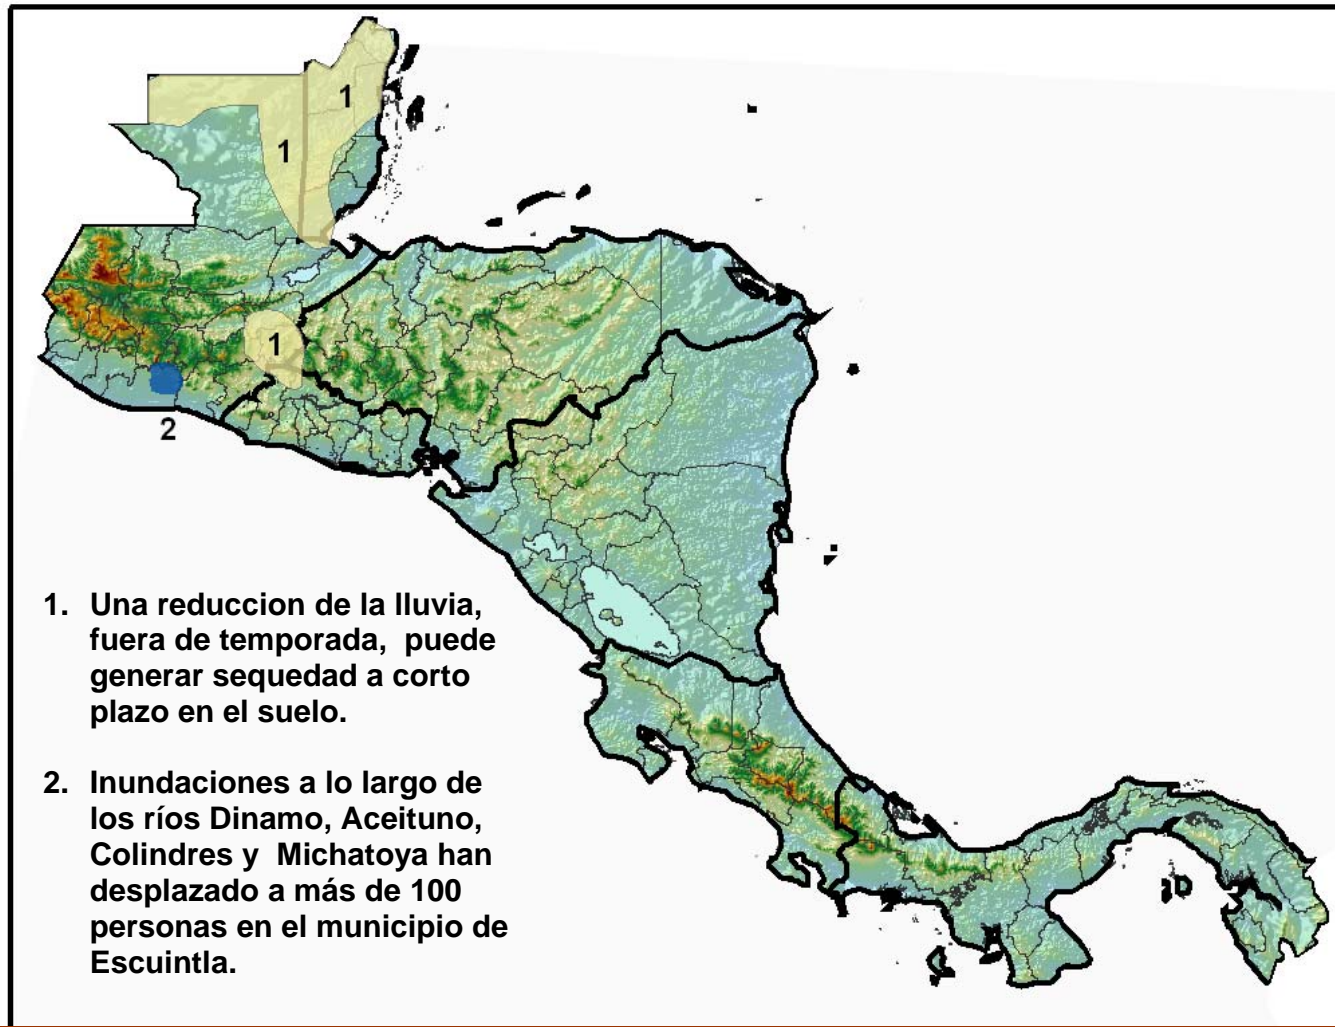 1
1
1
2
1. Una reduccion de la lluvia,
fuera de temporada, puede
generar sequedad a corto
plazo en el suelo.
2. Inundaciones a lo largo de
los ríos Dinamo, Aceituno,
Colindres y Michatoya han
desplazado a más de 100
personas en el municipio de
Escuintla.